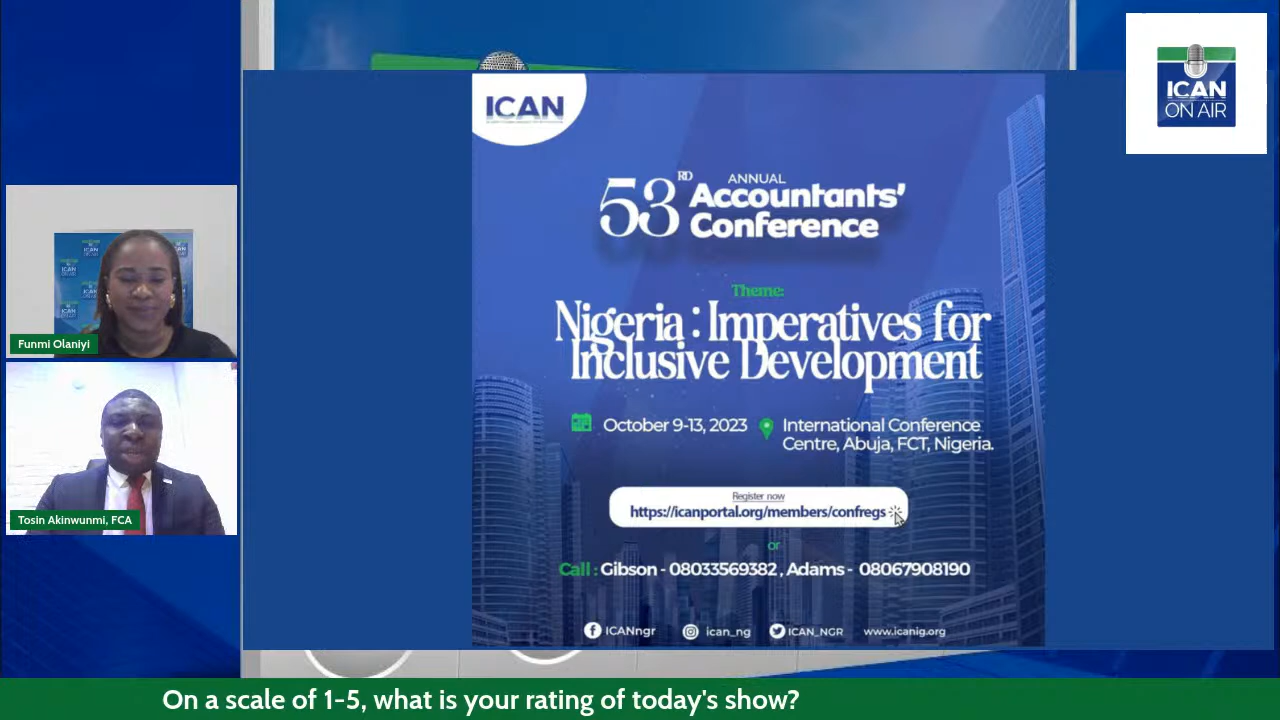 ICAN
ON AIR
ICAN
53RD ANNUAL
Accountants'
Conference
Theme:
Nigeria : Imperatives for
Inclusive Development
October 9-13, 2023
International Conference
Centre, Abuja, FCT, Nigeria.
Register now
https://icanportal.org/members/confregs
or
Call : Gibson - 08033569382 , Adams - 08067908190
ICANngr
ican_ng
ICAN_NGR
www.icanig.org
ICAN
ON AIR
Funmi Olaniyi
Tosin Akinwunmi, FCA
On a scale of 1-5, what is your rating of today's show?